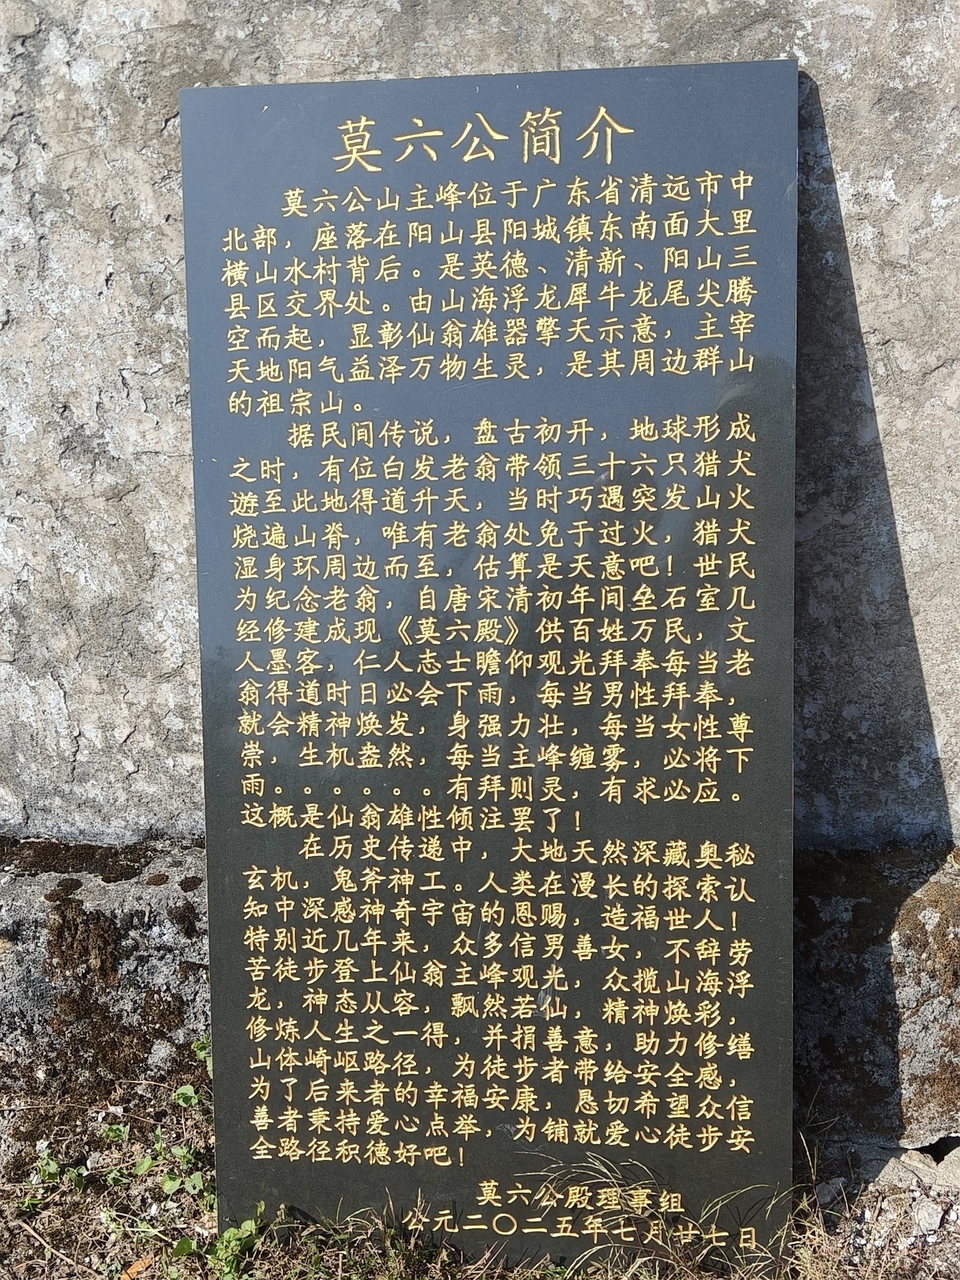 莫六公简介
莫六公山主峰位于广东省清远市中
北部，座落在阳山县阳城镇东南面大里
横山水村背后。是英德、清新、阳山三
县区交界处。由山海浮龙犀牛龙尾尖腾
空而起，显彰仙翁雄器擎天示意，主宰
天地阳气益泽万物生灵，是其周边群山
的祖宗山。
据民间传说，盘古初开，地球形成
之时，有位白发老翁带领三十六只猎犬
遊至此地得道升天，当时巧遇突发山火
烧遍山脊，唯有老翁处免于过火，猎犬
湿身环周边而至，估算是天意吧！世民
为纪念老翁，自唐宋清初年间垒石室几
经修建成现《莫六殿》供百姓万民，文
人墨客，仁人志士瞻仰观光拜奉每当老
翁得道时日必会下雨，每当男性拜奉，
就会精神焕发，身强力壮，每当女性尊
崇，生机盎然，每当主峰缠雾，必将下
雨。。。。。。有拜则灵，有求必应。
这概是仙翁雄性倾注罢了！
在历史传递中，大地天然深藏奥秘
玄机，鬼斧神工。人类在漫长的探索认
知中深感神奇宇宙的恩赐，造福世人！
特别近几年来，众多信男善女，不辞劳
苦徒步登上仙翁主峰观光，众揽山海浮
龙，神态从容，飘然若仙，精神焕彩，
修炼人生之一得，并捐善意，助力修缮
山体崎岖路径，为徒步者带给安全感，
为了后来者的幸福安康，恳切希望众信
善者秉持爱心点举，为铺就爱心徒步安
全路径积德好吧！
莫六公殿理事组
公元二〇二五年七月廿七日